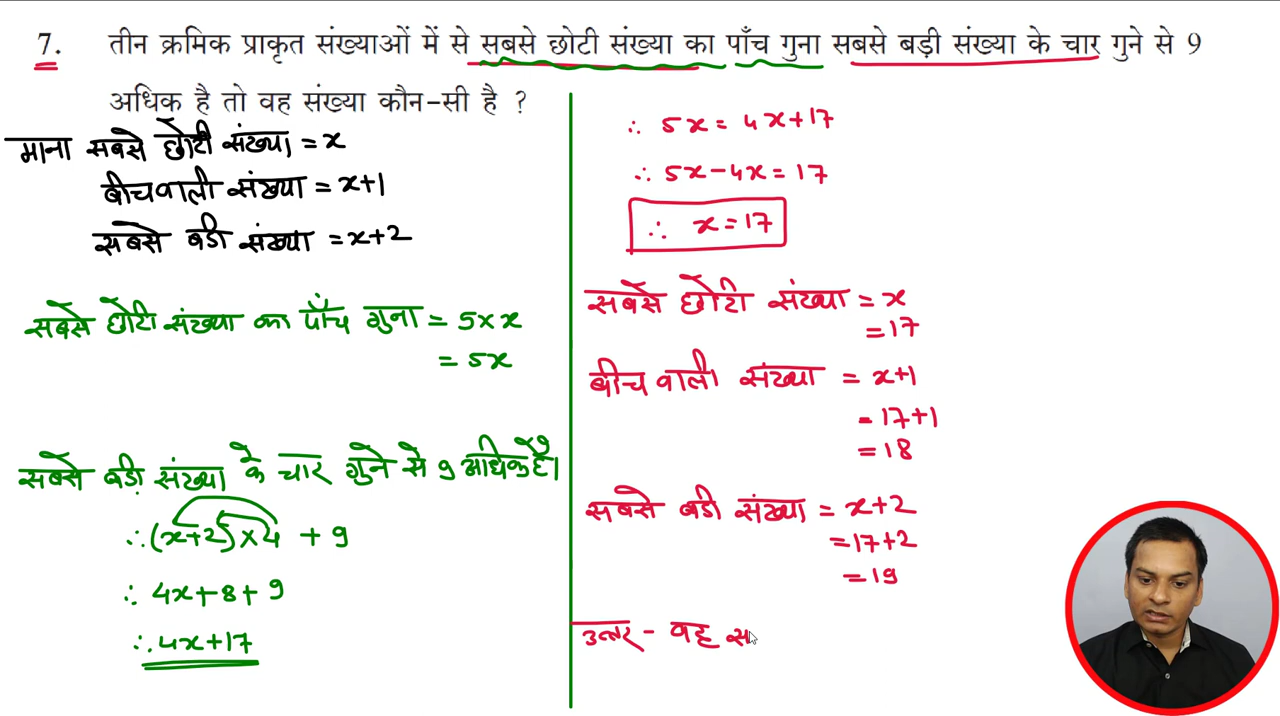 7. तीन क्रमिक प्राकृत संख्याओं में से सबसे छोटी संख्या का पाँच गुना सबसे बड़ी संख्या के चार गुने से 9
अधिक है तो वह संख्या कौन-सी है ?
माना सबसे छोटी संख्या = x
बीच वाली संख्या = x+1
सबसे बडी संख्या = x+2
सबसे छोटी संख्या का पाँच गुना = 5×x
= 5x
सबसे बडी संख्या के चार गुने से 9 अधिक है।
∴ (x+2)×4 + 9
∴ 4x+8+9
∴ 4x+17
∴ 5x = 4x+17
∴ 5x-4x = 17
∴ x = 17
सबसे छोटी संख्या = x
= 17
बीच वाली संख्या = x+1
= 17+1
= 18
सबसे बडी संख्या = x+2
= 17+2
= 19
उत्तर - वह स